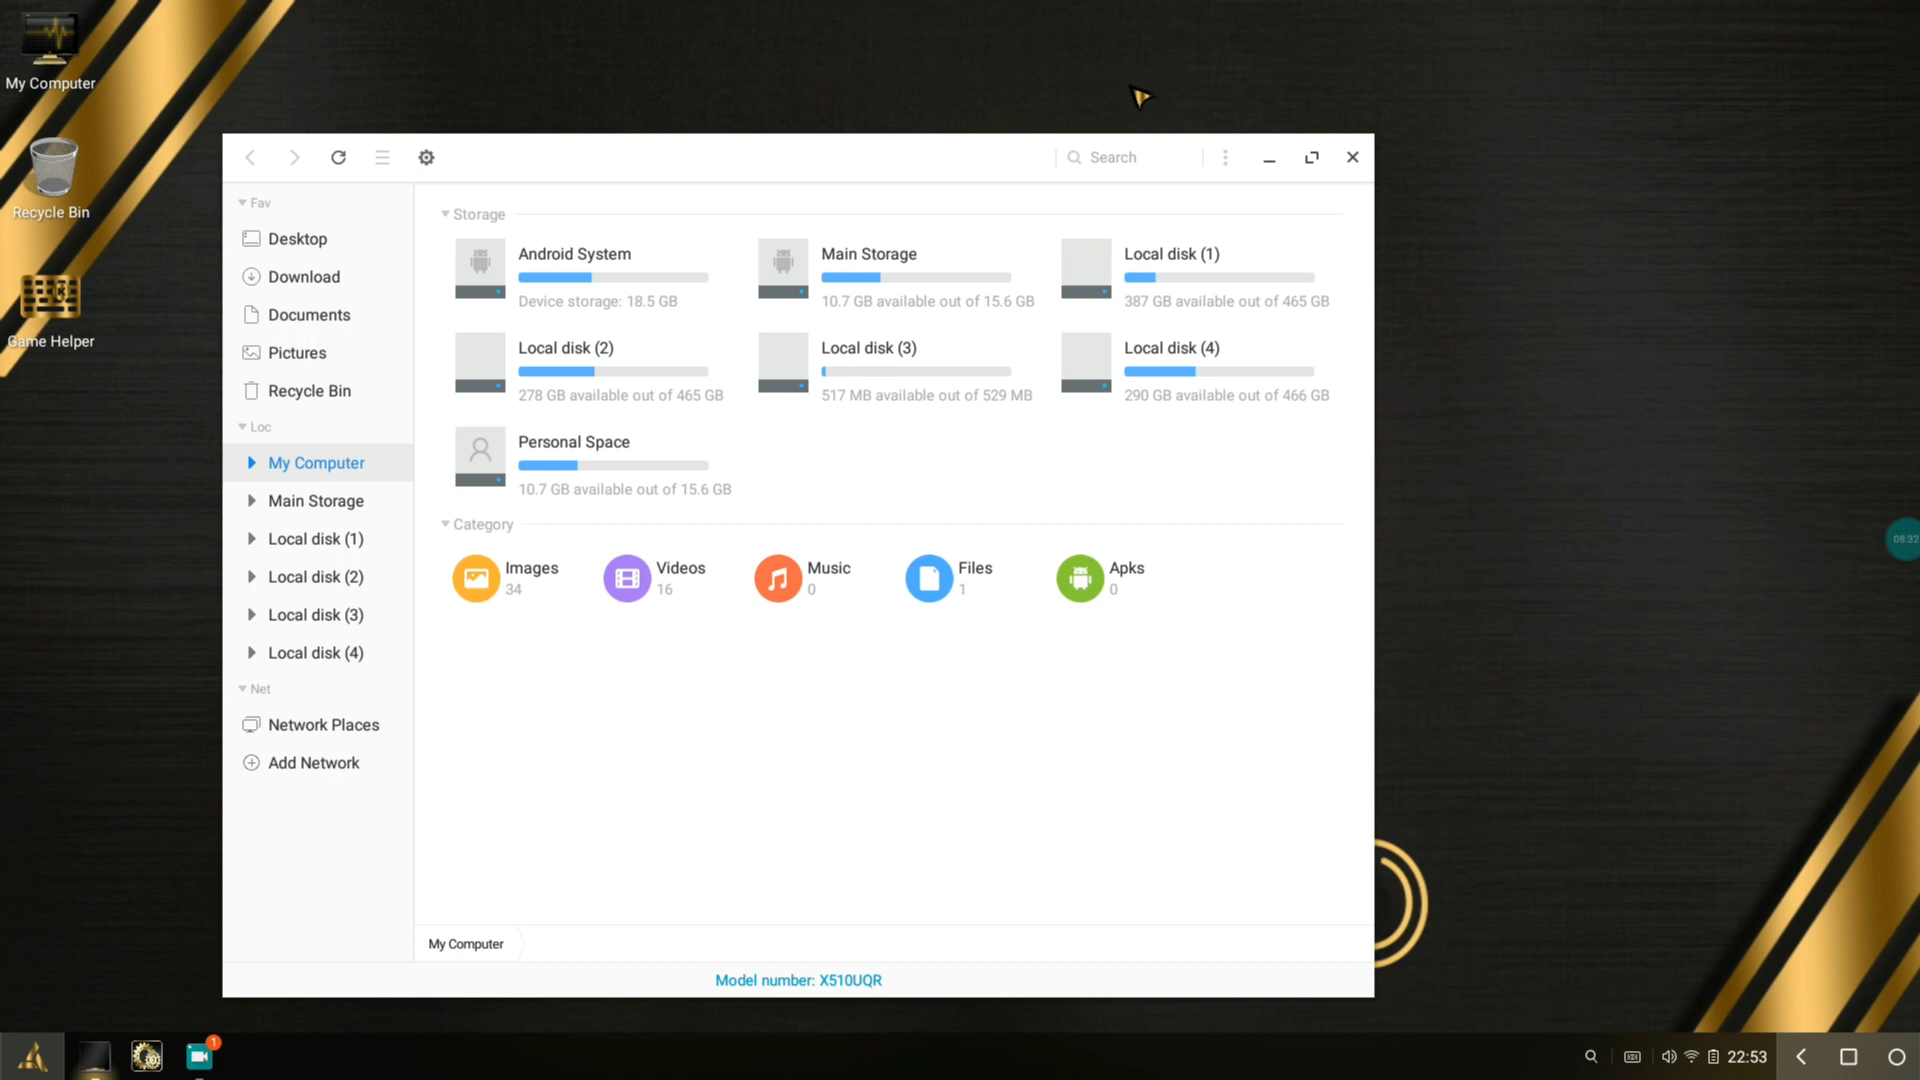 My Computer
Recycle Bin
Game Helper
Search
Fav
Desktop
Download
Documents
Pictures
Recycle Bin
Loc
My Computer
Main Storage
Local disk (1)
Local disk (2)
Local disk (3)
Local disk (4)
Net
Network Places
Add Network
Storage
Android System
Device storage: 18.5 GB
Main Storage
10.7 GB available out of 15.6 GB
Local disk (1)
387 GB available out of 465 GB
Local disk (2)
278 GB available out of 465 GB
Local disk (3)
517 MB available out of 529 MB
Local disk (4)
290 GB available out of 466 GB
Personal Space
10.7 GB available out of 15.6 GB
Category
Images
34
Videos
16
Music
0
Files
1
Apks
0
My Computer
Model number: X510UQR
08:32
1
22:53